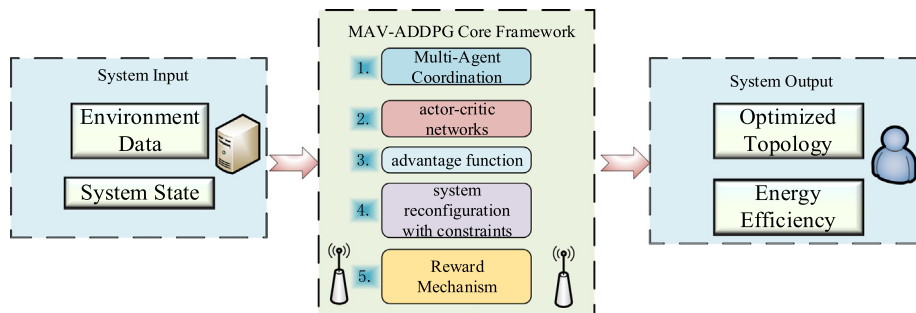 System Input
Environment
Data
System State
MAV-ADDPG Core Framework
1.
Multi-Agent
Coordination
2.
actor-critic
networks
3.
advantage function
4.
system
reconfiguration
with constraints
5.
Reward
Mechanism
System Output
Optimized
Topology
Energy
Efficiency